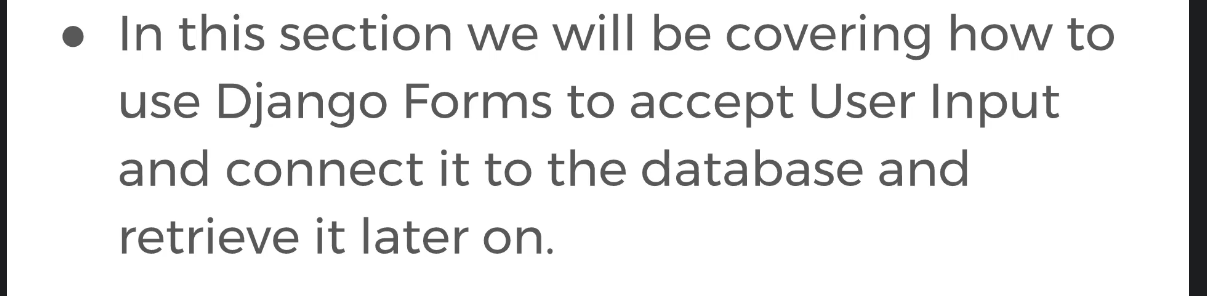 ● In this section we will be covering how to
use Django Forms to accept User Input
and connect it to the database and
retrieve it later on.